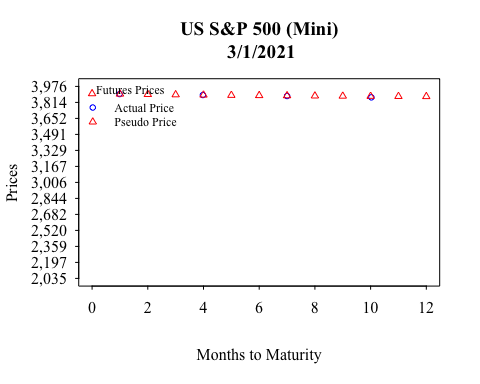 US S&P 500 (Mini)
3/1/2021
Prices
3,976
3,814
3,652
3,491
3,329
3,167
3,006
2,844
2,682
2,520
2,359
2,197
2,035
Futures Prices
Actual Price
Pseudo Price
0 2 4 6 8 10 12
Months to Maturity